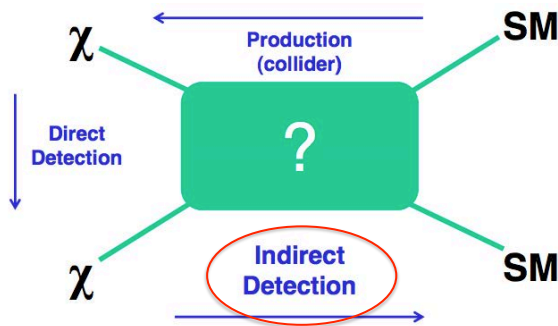 χ
Production
(collider)
SM
Direct
Detection
?
χ
Indirect
Detection
SM